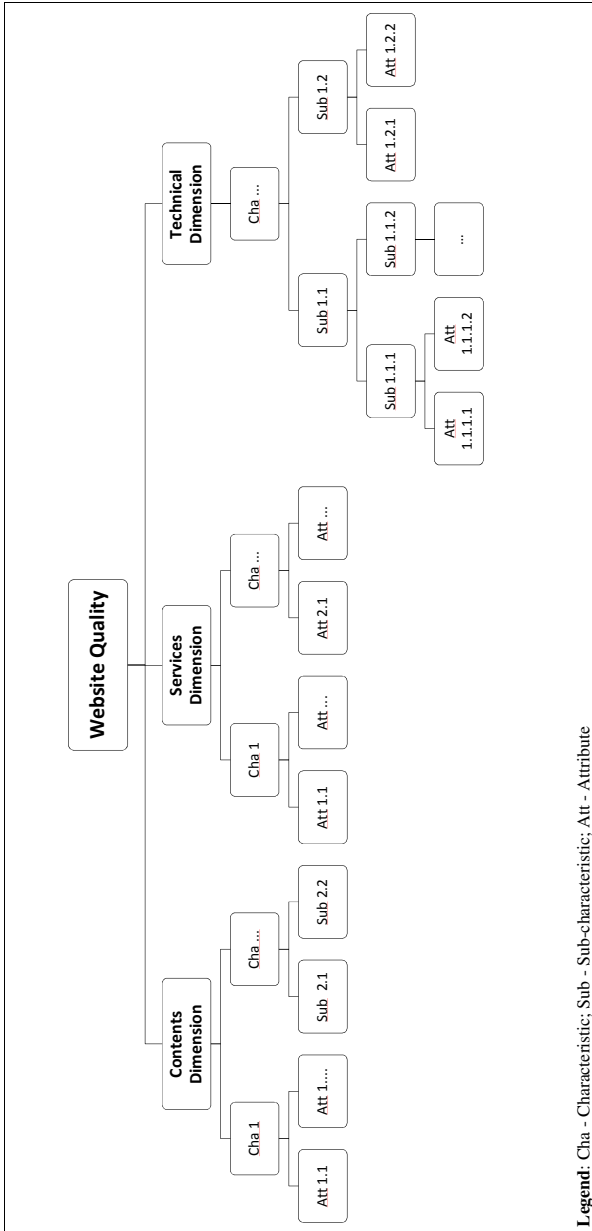 Website Quality
Contents
Dimension
Services
Dimension
Technical
Dimension
Cha 1
Cha ...
Cha 1
Cha ...
Cha ...
Att 1.1
Att 1....
Sub  2.1
Sub 2.2
Att 1.1
Att ...
Att 2.1
Att ...
Sub 1.1
Sub 1.2
Sub 1.1.1
Sub 1.1.2
Att 1.2.1
Att 1.2.2
Att
1.1.1.1
Att
1.1.1.2
...
Legend: Cha - Characteristic; Sub - Sub-characteristic; Att - Attribute